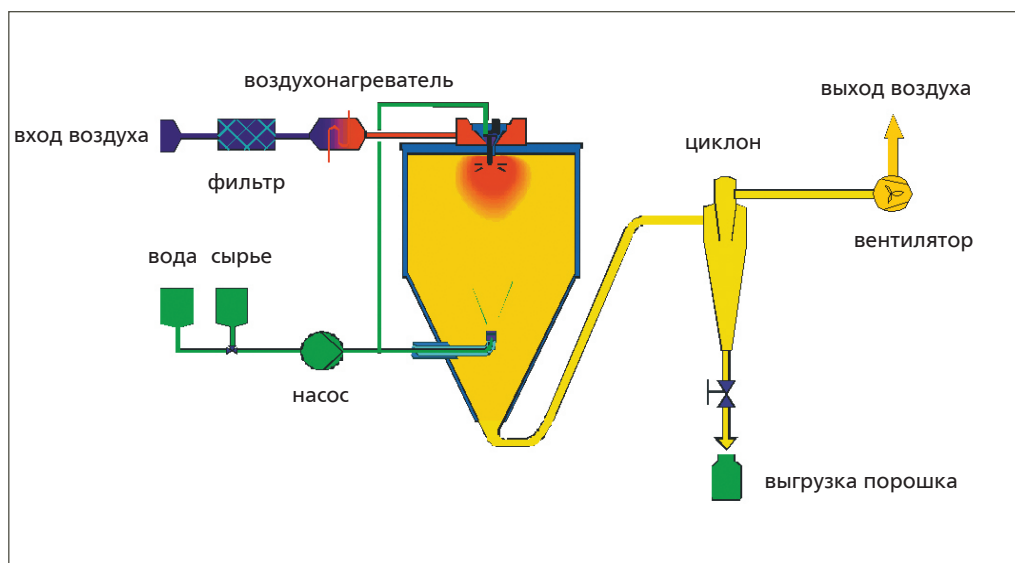 воздухонагреватель
выход воздуха
вход воздуха
циклон
фильтр
вентилятор
вода сырье
насос
выгрузка порошка